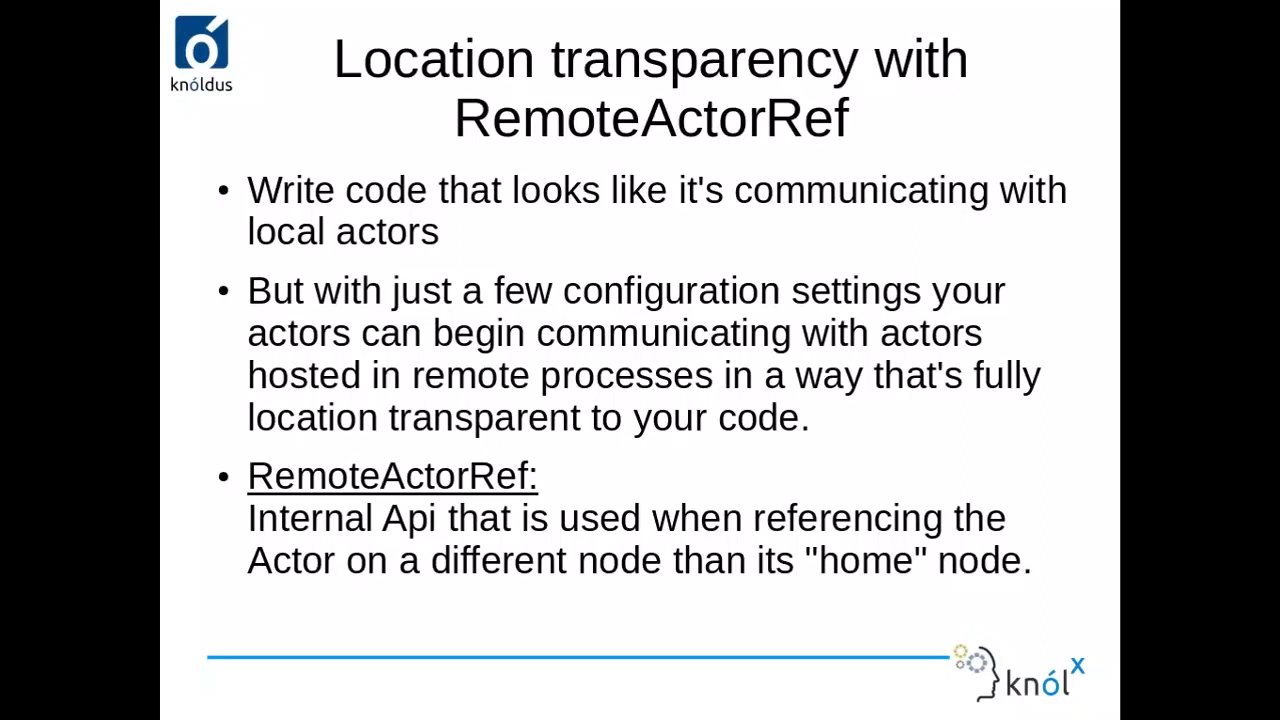 knóldus
Location transparency with
RemoteActorRef
• Write code that looks like it's communicating with
local actors
• But with just a few configuration settings your
actors can begin communicating with actors
hosted in remote processes in a way that's fully
location transparent to your code.
• RemoteActorRef:
Internal Api that is used when referencing the
Actor on a different node than its "home" node.
knólx